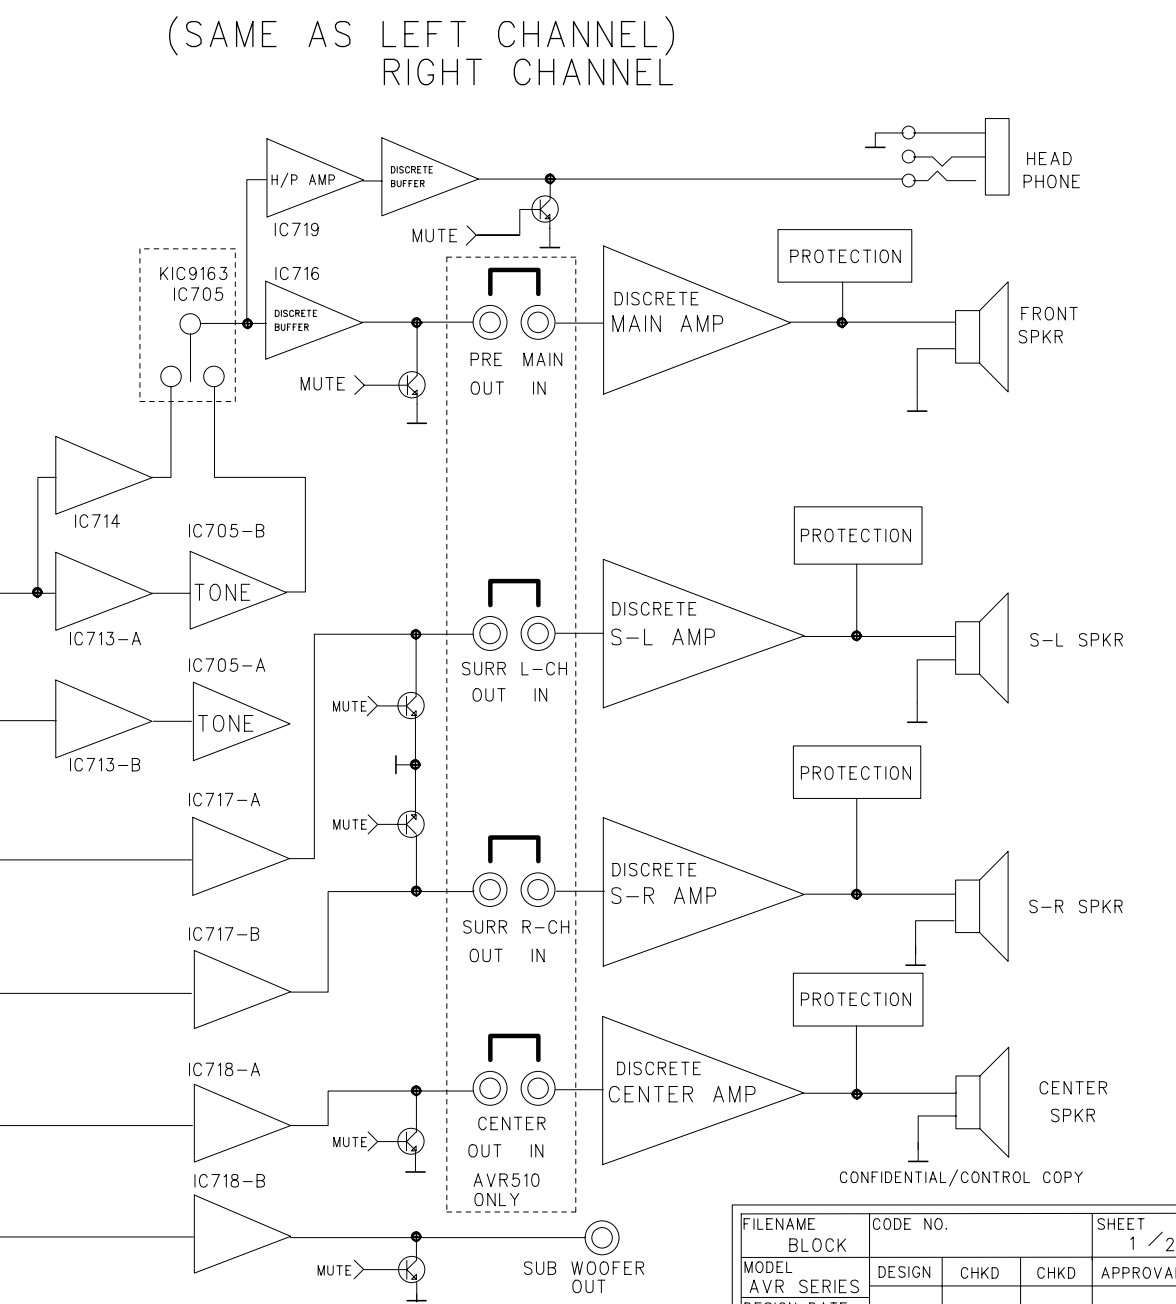 (SAME AS LEFT CHANNEL)
RIGHT CHANNEL
HEAD
PHONE
H/P AMP
DISCRETE
BUFFER
IC719
MUTE
PROTECTION
KIC9163
IC705
IC716
DISCRETE
BUFFER
DISCRETE
MAIN AMP
FRONT
SPKR
PRE MAIN
OUT IN
MUTE
IC714
IC705-B
PROTECTION
TONE
IC713-A
DISCRETE
S-L AMP
S-L SPKR
SURR L-CH
OUT IN
IC705-A
MUTE
TONE
IC713-B
PROTECTION
IC717-A
MUTE
DISCRETE
S-R AMP
S-R SPKR
SURR R-CH
OUT IN
IC717-B
PROTECTION
IC718-A
DISCRETE
CENTER AMP
CENTER
SPKR
CENTER
OUT IN
MUTE
AVR510
ONLY
IC718-B
CONFIDENTIAL/CONTROL COPY
SUB WOOFER
OUT
MUTE
FILENAME
BLOCK
CODE NO.
SHEET
1 / 2
MODEL
AVR SERIES
DESIGN CHKD CHKD APPROVAL
DESIGN DATE